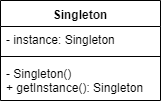 Singleton
- instance: Singleton
- Singleton()
+ getInstance(): Singleton